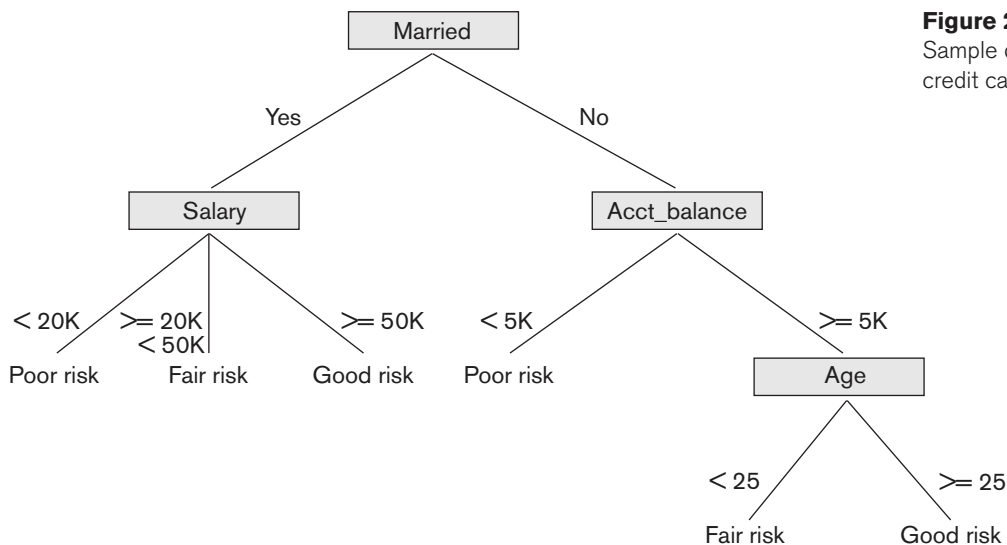 Married
Figure 2
Sample
credit ca
Yes
No
Salary
Acct_balance
< 20K
>= 20K
< 50K
>= 50K
< 5K
>= 5K
Poor risk
Fair risk
Good risk
Poor risk
Age
< 25
>= 25
Fair risk
Good risk